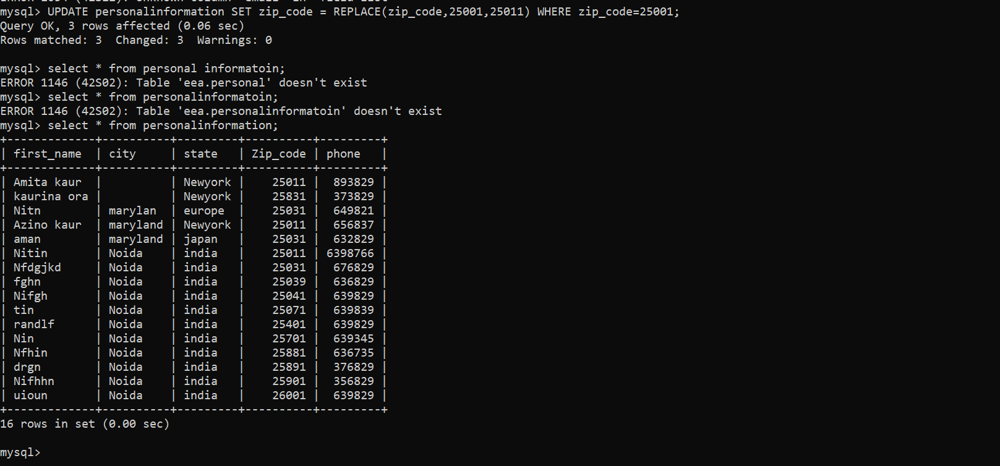 mysql> UPDATE personalinformation SET zip_code = REPLACE(zip_code,25001,25011) WHERE zip_code=25001;
Query OK, 3 rows affected (0.06 sec)
Rows matched: 3  Changed: 3  Warnings: 0
mysql> select * from personal informatoin;
ERROR 1146 (42S02): Table 'eea.personal' doesn't exist
mysql> select * from personalinformatoin;
ERROR 1146 (42S02): Table 'eea.personalinformatoin' doesn't exist
mysql> select * from personalinformation;
+-------------+----------+---------+----------+---------+
| first_name  | city     | state   | Zip_code | phone   |
+-------------+----------+---------+----------+---------+
| Amita kaur  |          | Newyork |    25011 |  893829 |
| kaurina ora |          | Newyork |    25831 |  373829 |
| Nitn        | marylan  | europe  |    25031 |  649821 |
| Azino kaur  | maryland | Newyork |    25011 |  656837 |
| aman        | maryland | japan   |    25031 |  632829 |
| Nitin       | Noida    | india   |    25011 | 6398766 |
| Nfdgjkd     | Noida    | india   |    25031 |  676829 |
| fghn        | Noida    | india   |    25039 |  636829 |
| Nifgh       | Noida    | india   |    25041 |  639829 |
| tin         | Noida    | india   |    25071 |  639839 |
| randlf      | Noida    | india   |    25401 |  639829 |
| Nin         | Noida    | india   |    25701 |  639345 |
| Nfhin       | Noida    | india   |    25881 |  636735 |
| drgn        | Noida    | india   |    25891 |  376829 |
| Nifhhn      | Noida    | india   |    25901 |  356829 |
| uioun       | Noida    | india   |    26001 |  639829 |
+-------------+----------+---------+----------+---------+
16 rows in set (0.00 sec)
mysql>